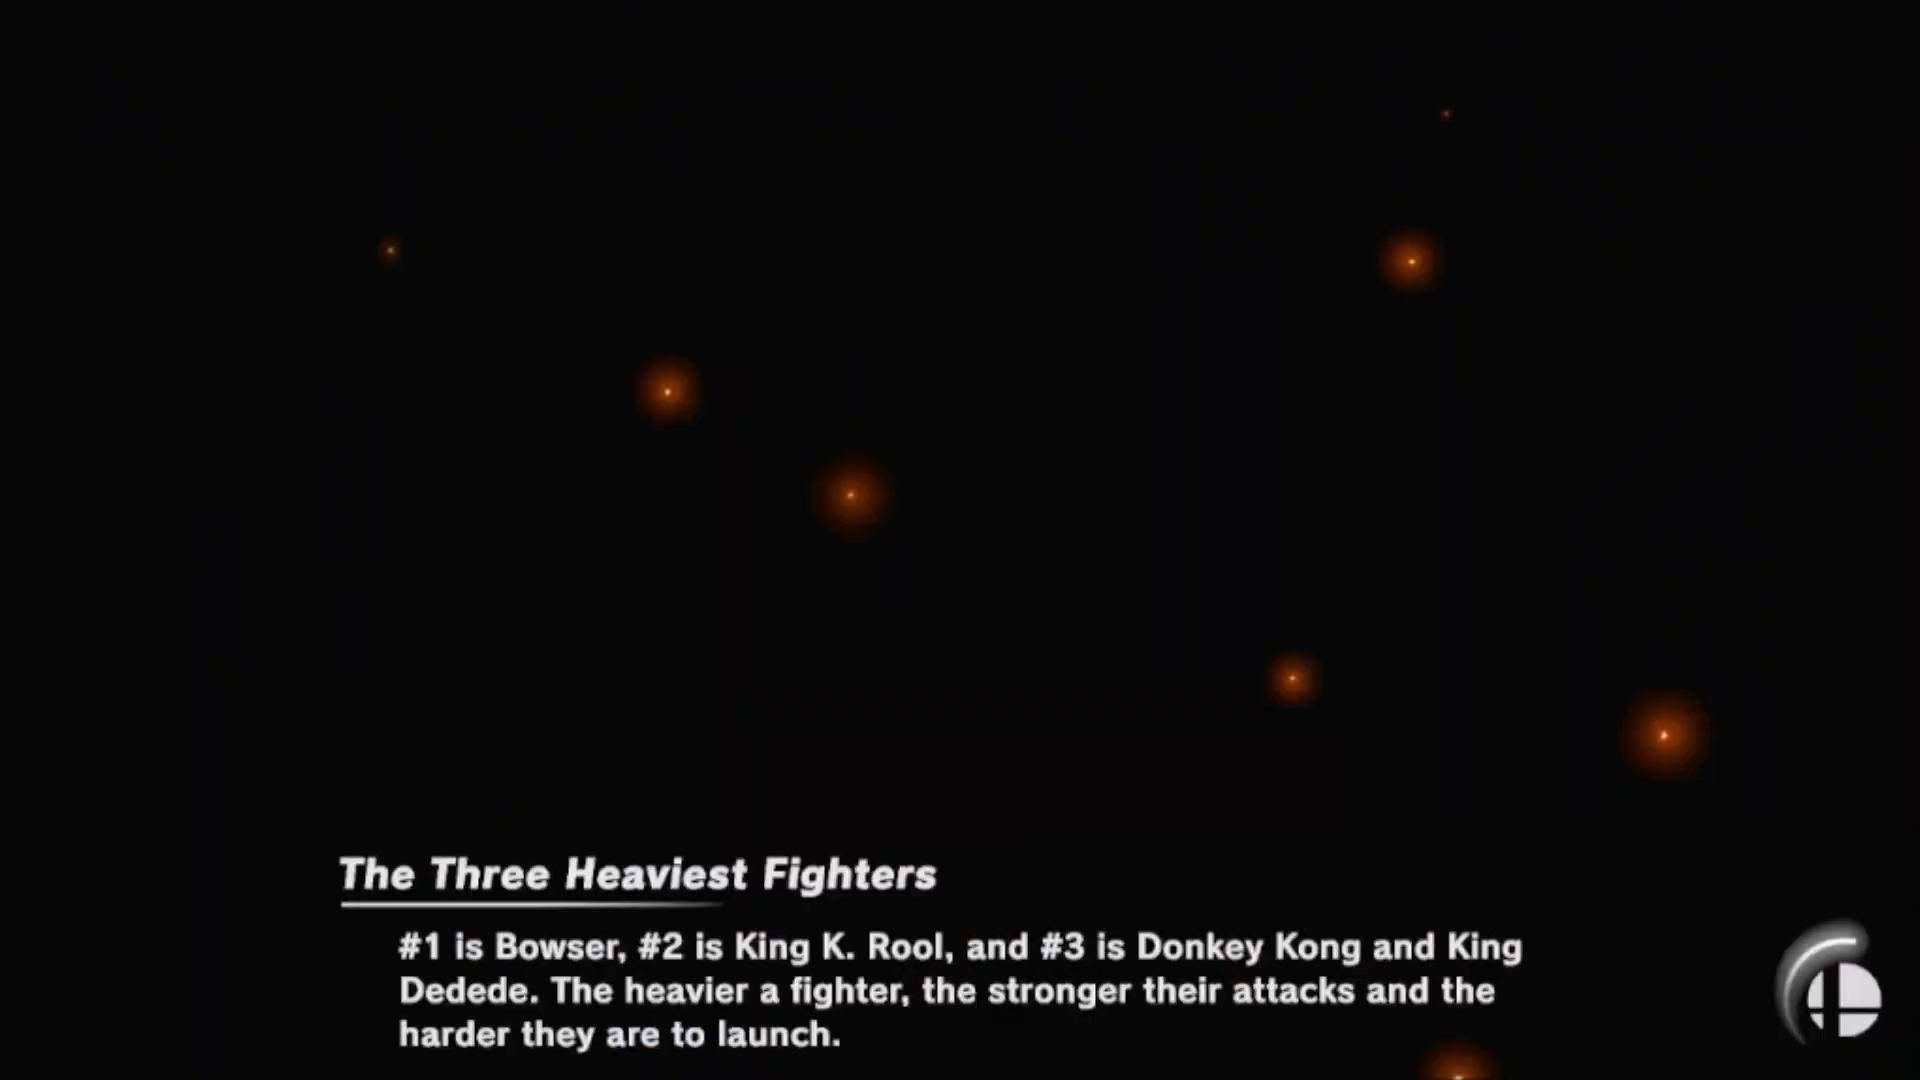 The Three Heaviest Fighters
#1 is Bowser, #2 is King K. Rool, and #3 is Donkey Kong and King
Dedede. The heavier a fighter, the stronger their attacks and the
harder they are to launch.